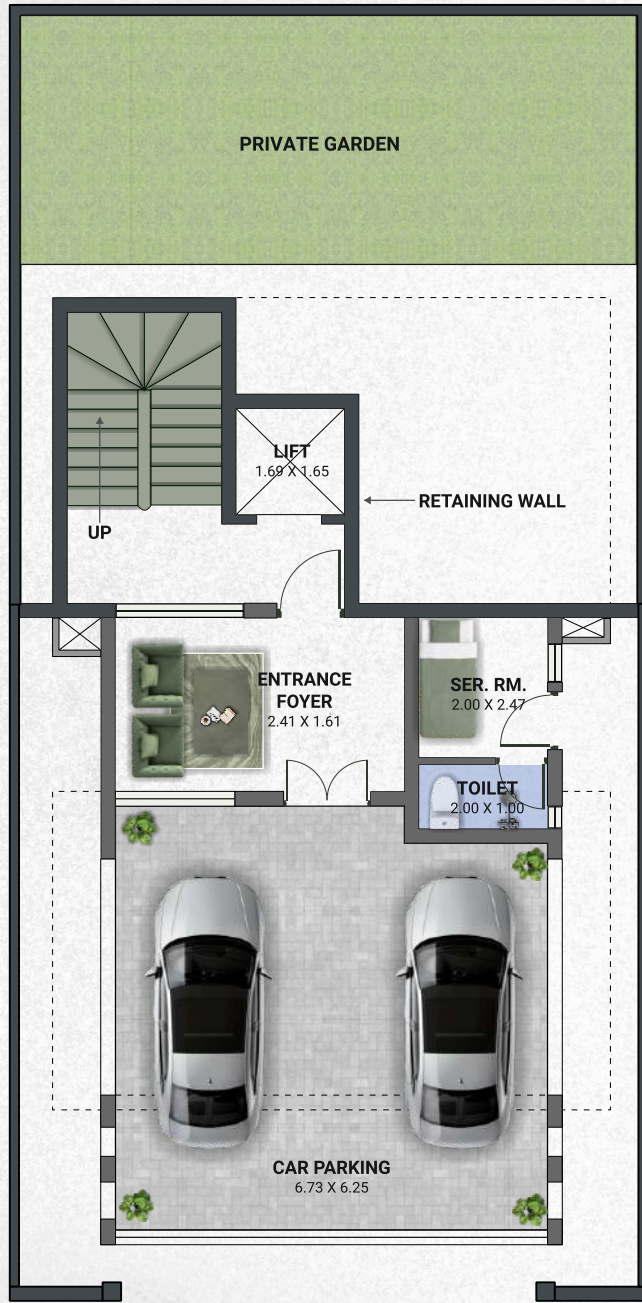 PRIVATE GARDEN
LIFT
1.69 X 1.65
RETAINING WALL
UP
ENTRANCE
FOYER
2.41 X 1.61
SER. RM.
2.00 X 2.47
TOILET
2.00 X 1.00
CAR PARKING
6.73 X 6.25